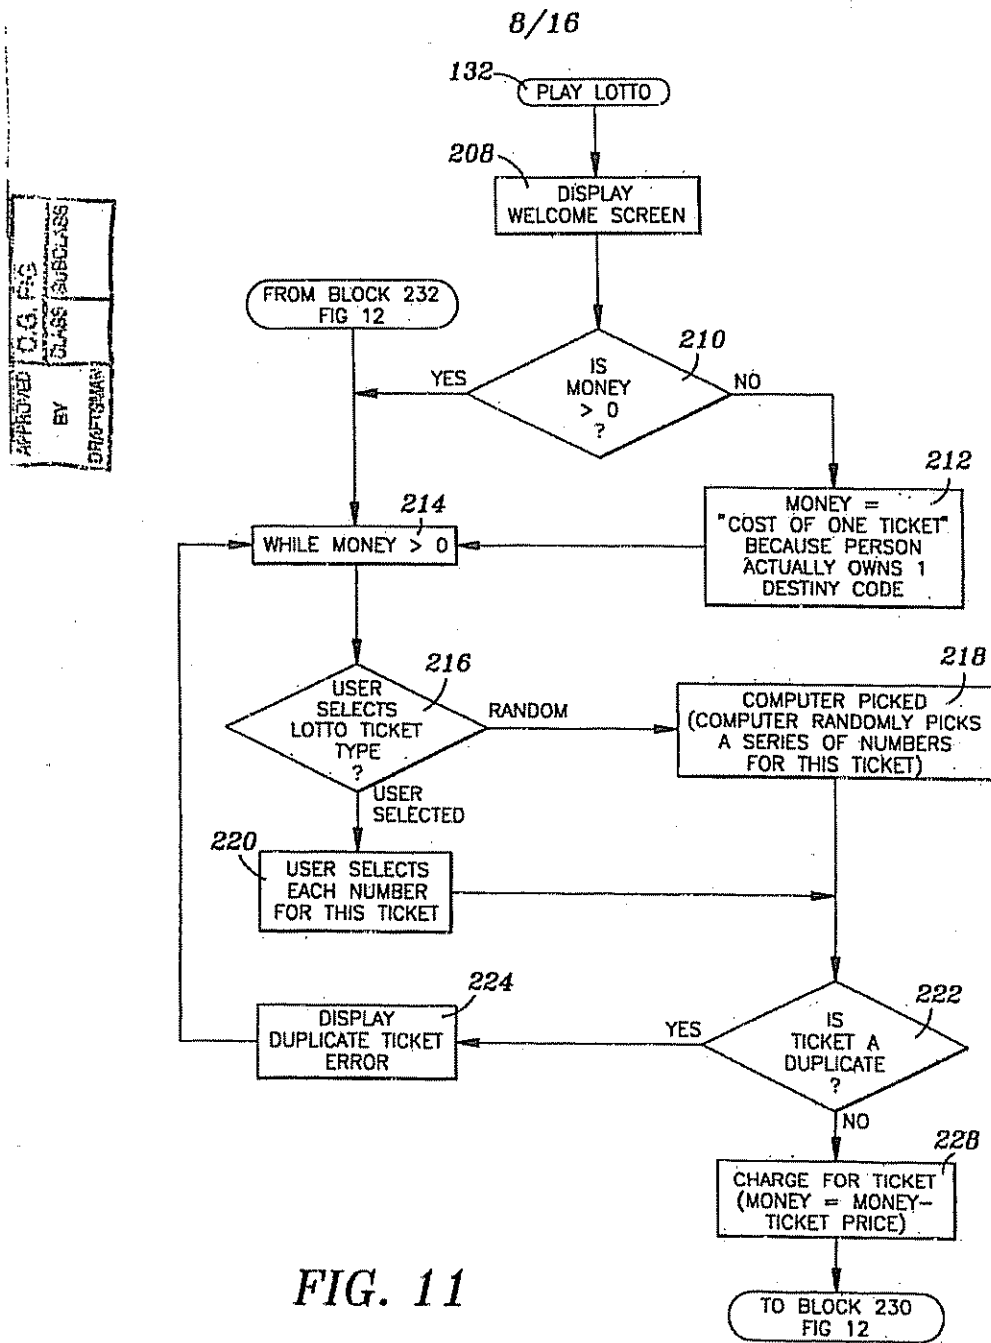 8/16
132
PLAY LOTTO
208
DISPLAY
WELCOME SCREEN
FROM BLOCK 232
FIG 12
210
IS
MONEY
> 0
?
YES
NO
212
MONEY =
"COST OF ONE TICKET"
BECAUSE PERSON
ACTUALLY OWNS 1
DESTINY CODE
214
WHILE MONEY > 0
216
USER
SELECTS
LOTTO TICKET
TYPE
?
RANDOM
USER
SELECTED
218
COMPUTER PICKED
(COMPUTER RANDOMLY PICKS
A SERIES OF NUMBERS
FOR THIS TICKET)
220
USER SELECTS
EACH NUMBER
FOR THIS TICKET
222
IS
TICKET A
DUPLICATE
?
YES
NO
224
DISPLAY
DUPLICATE TICKET
ERROR
228
CHARGE FOR TICKET
(MONEY = MONEY-
TICKET PRICE)
TO BLOCK 230
FIG 12
FIG. 11
APPROVED
BY
DRAFTSMAN
O.G. FIG
CLASS
SUBCLASS